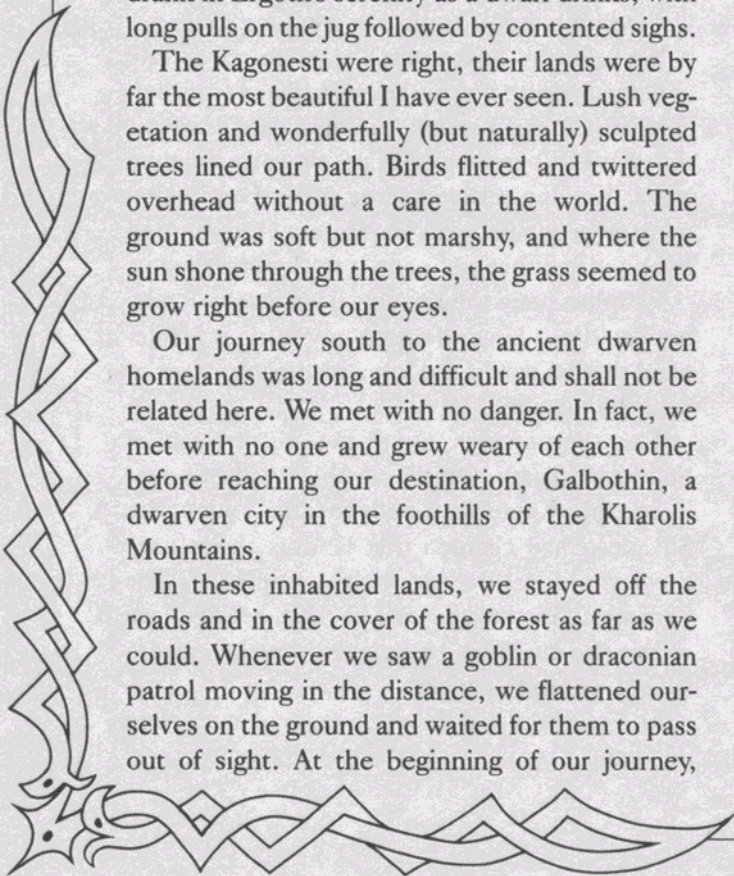 long pulls on the jug followed by contented sighs.
The Kagonesti were right, their lands were by
far the most beautiful I have ever seen. Lush veg-
etation and wonderfully (but naturally) sculpted
trees lined our path. Birds flitted and twittered
overhead without a care in the world. The
ground was soft but not marshy, and where the
sun shone through the trees, the grass seemed to
grow right before our eyes.
Our journey south to the ancient dwarven
homelands was long and difficult and shall not be
related here. We met with no danger. In fact, we
met with no one and grew weary of each other
before reaching our destination, Galbothin, a
dwarven city in the foothills of the Kharolis
Mountains.
In these inhabited lands, we stayed off the
roads and in the cover of the forest as far as we
could. Whenever we saw a goblin or draconian
patrol moving in the distance, we flattened our-
selves on the ground and waited for them to pass
out of sight. At the beginning of our journey,